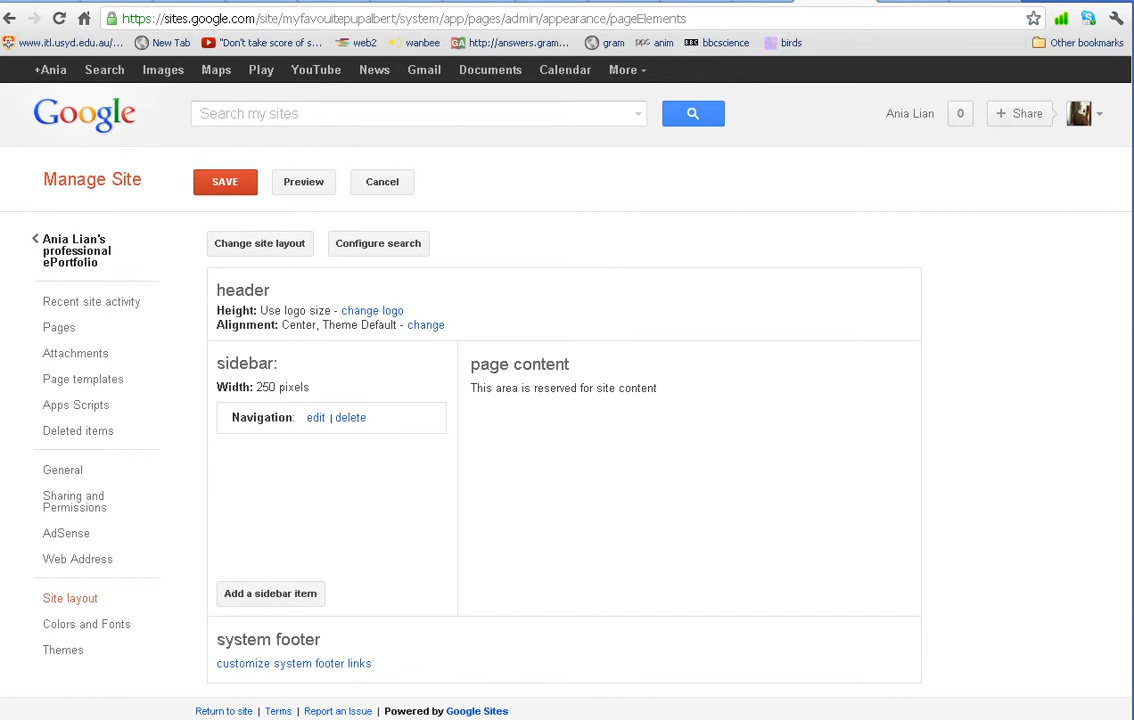 https://sites.google.com/site/myfavouitepupalbert/system/app/pages/admin/appearance/pageElements
www.itl.usyd.edu.au/... New Tab "Don't take score of s... web2 wanbee GA http://answers.gram... gram pps anim BBC bbcscience birds Other bookmarks
+Ania Search Images Maps Play YouTube News Gmail Documents Calendar More
Google Search my sites Ania Lian 0 + Share
Manage Site SAVE Preview Cancel
Ania Lian's
professional
ePortfolio
Recent site activity
Pages
Attachments
Page templates
Apps Scripts
Deleted items
General
Sharing and
Permissions
AdSense
Web Address
Site layout
Colors and Fonts
Themes
Change site layout Configure search
header
Height: Use logo size - change logo
Alignment: Center, Theme Default - change
sidebar:
Width: 250 pixels
Navigation: edit | delete
Add a sidebar item
page content
This area is reserved for site content
system footer
customize system footer links
Return to site | Terms | Report an Issue | Powered by Google Sites